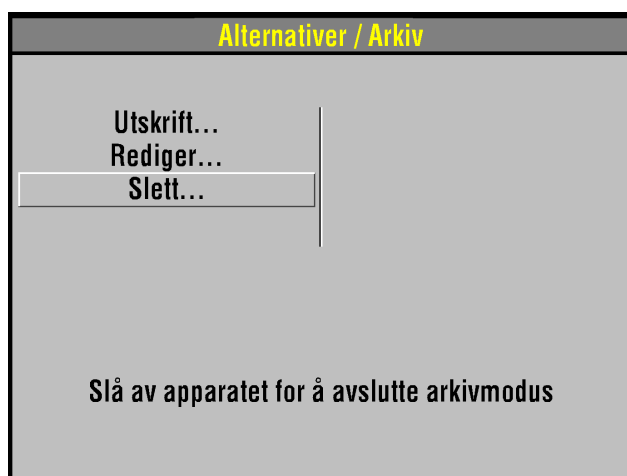 Alternativer / Arkiv
Utskrift...
Rediger...
Slett...
Slå av apparatet for å avslutte arkivmodus